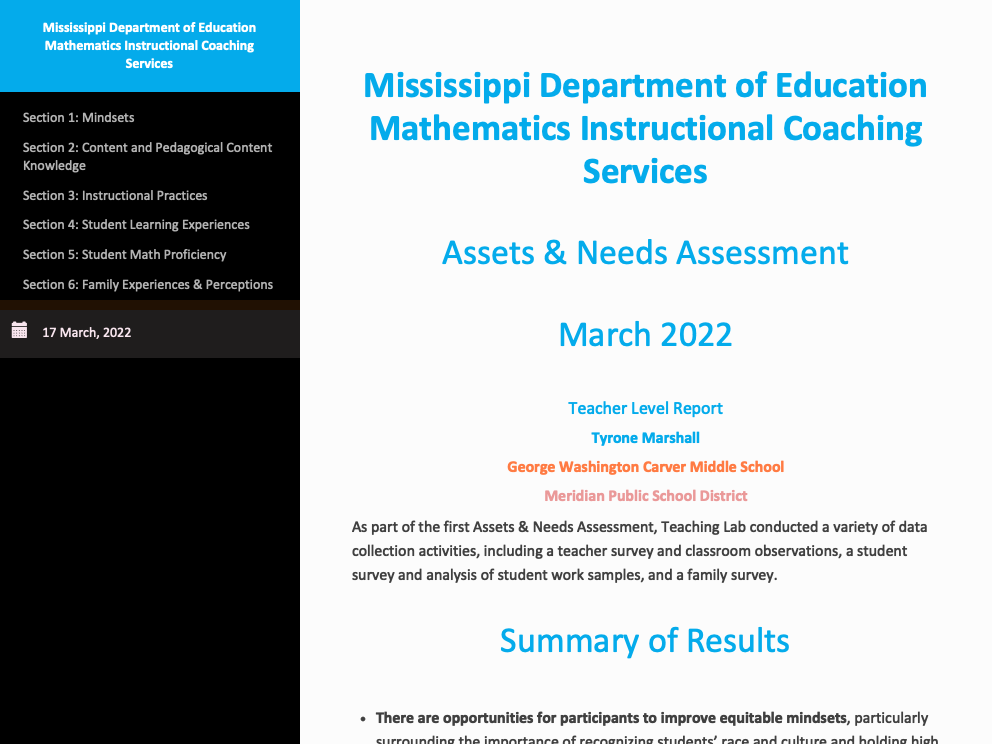 Mississippi Department of Education
Mathematics Instructional Coaching
Services
Section 1: Mindsets
Section 2: Content and Pedagogical Content
Knowledge
Section 3: Instructional Practices
Section 4: Student Learning Experiences
Section 5: Student Math Proficiency
Section 6: Family Experiences & Perceptions
17 March, 2022
Mississippi Department of Education
Mathematics Instructional Coaching
Services
Assets & Needs Assessment
March 2022
Teacher Level Report
Tyrone Marshall
George Washington Carver Middle School
Meridian Public School District
As part of the first Assets & Needs Assessment, Teaching Lab conducted a variety of data
collection activities, including a teacher survey and classroom observations, a student
survey and analysis of student work samples, and a family survey.
Summary of Results
• There are opportunities for participants to improve equitable mindsets, particularly
surrounding the importance of recognizing students' race and culture and holding high